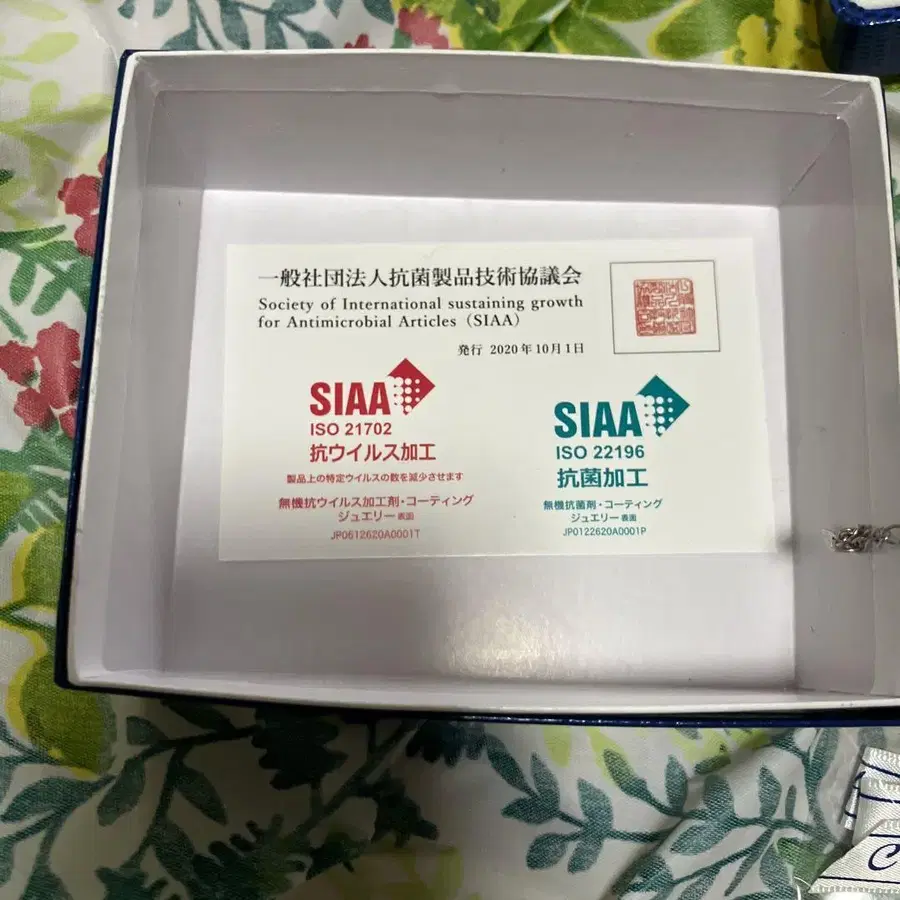 一般社団法人抗菌製品技術協議会
Society of International sustaining growth
for Antimicrobial Articles (SIAA)
発行 2020年10月1日
SIAA
ISO 21702
抗ウイルス加工
製品上の特定ウイルスの数を減少させます
無機抗ウイルス加工剤・コーティング
ジュエリー 表面
JP0612620A0001T
SIAA
ISO 22196
抗菌加工
無機抗菌剤・コーティング
ジュエリー 表面
JP0122620A0001P